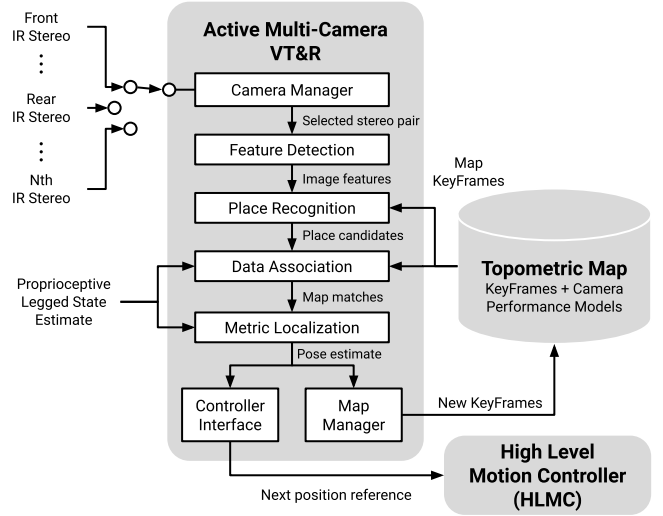 Front
IR Stereo
Rear
IR Stereo
Nth
IR Stereo
Active Multi-Camera
VT&R
Camera Manager
Selected stereo pair
Feature Detection
Image features
Place Recognition
Place candidates
Data Association
Map matches
Metric Localization
Pose estimate
Controller
Interface
Map
Manager
Proprioceptive
Legged State
Estimate
Map
KeyFrames
Topometric Map
KeyFrames + Camera
Performance Models
New KeyFrames
High Level
Motion Controller
(HLMC)
Next position reference